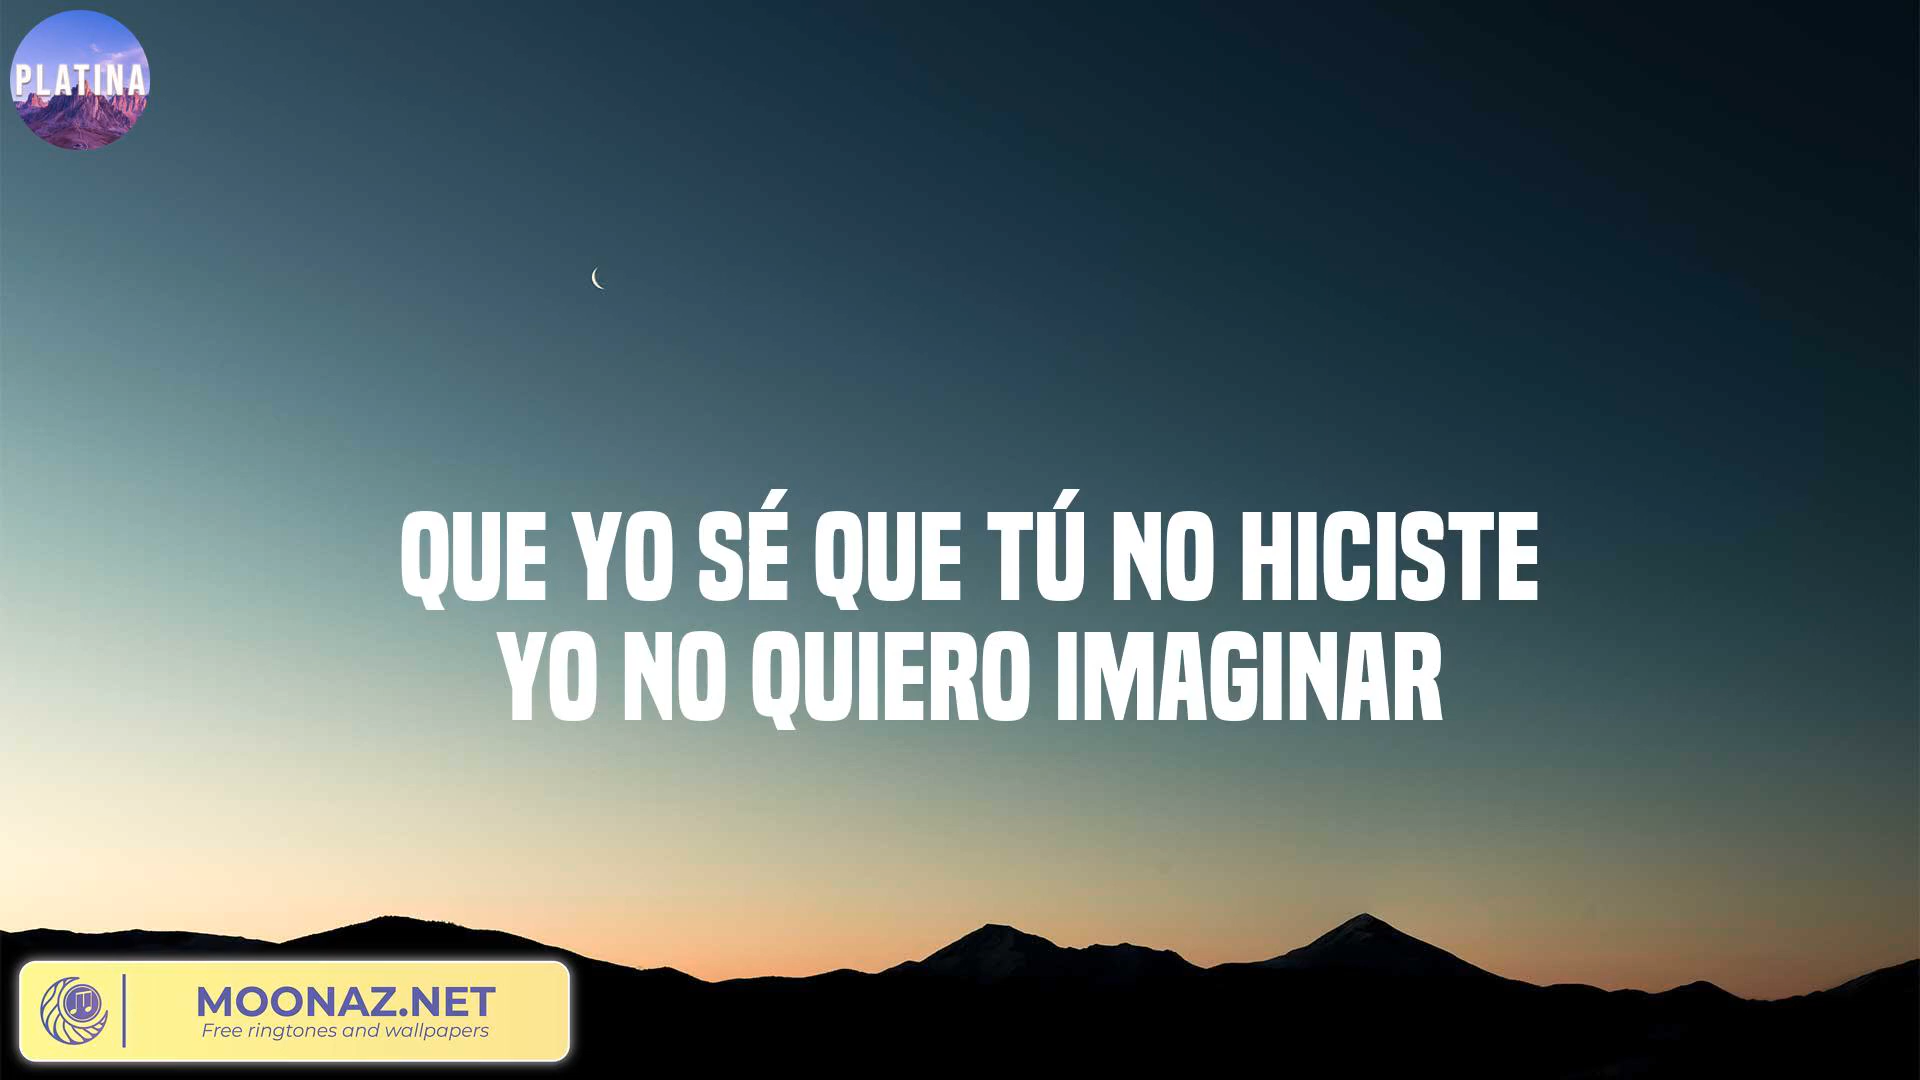 PLATINA
QUE YO SÉ QUE TÚ NO HICISTE
YO NO QUIERO IMAGINAR
MOONAZ.NET
Free ringtones and wallpapers